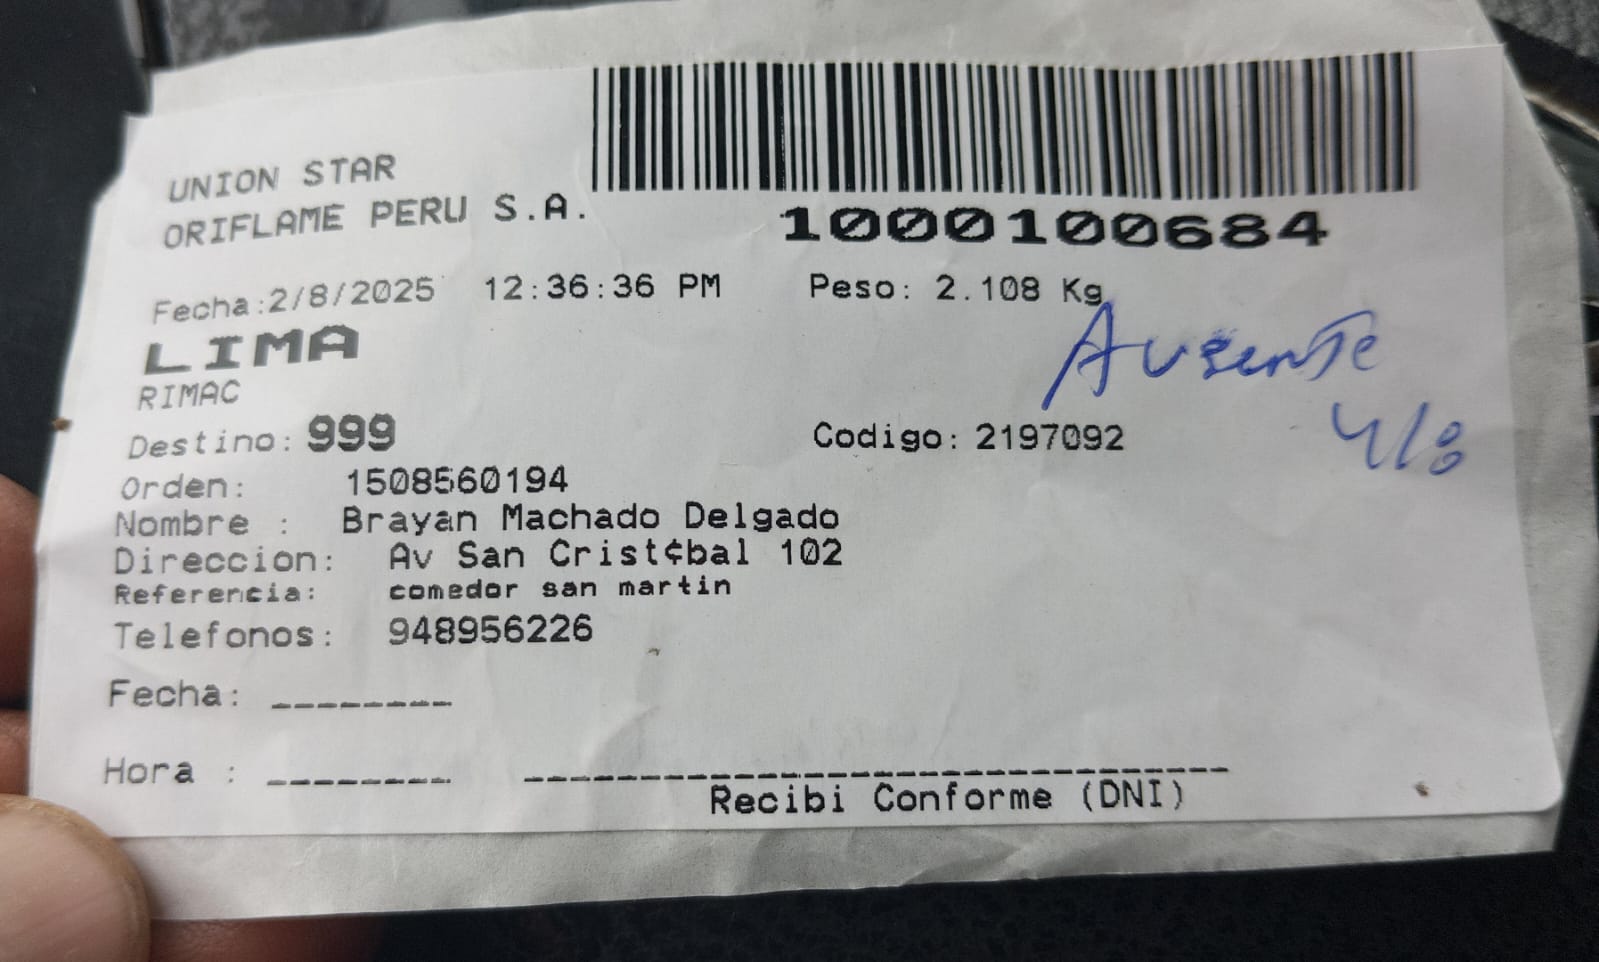 UNION STAR
ORIFLAME PERU S.A.
1000100684
Fecha:2/8/2025 12:36:36 PM Peso: 2.108 Kg
LIMA
Ausente
RIMAC
4/8
Destino: 999 Codigo: 2197092
Orden: 1508560194
Nombre : Brayan Machado Delgado
Direccion: Av San Crist¢bal 102
Referencia: comedor san martin
Telefonos: 948956226
Fecha: ________
Hora : ________
Recibi Conforme (DNI)